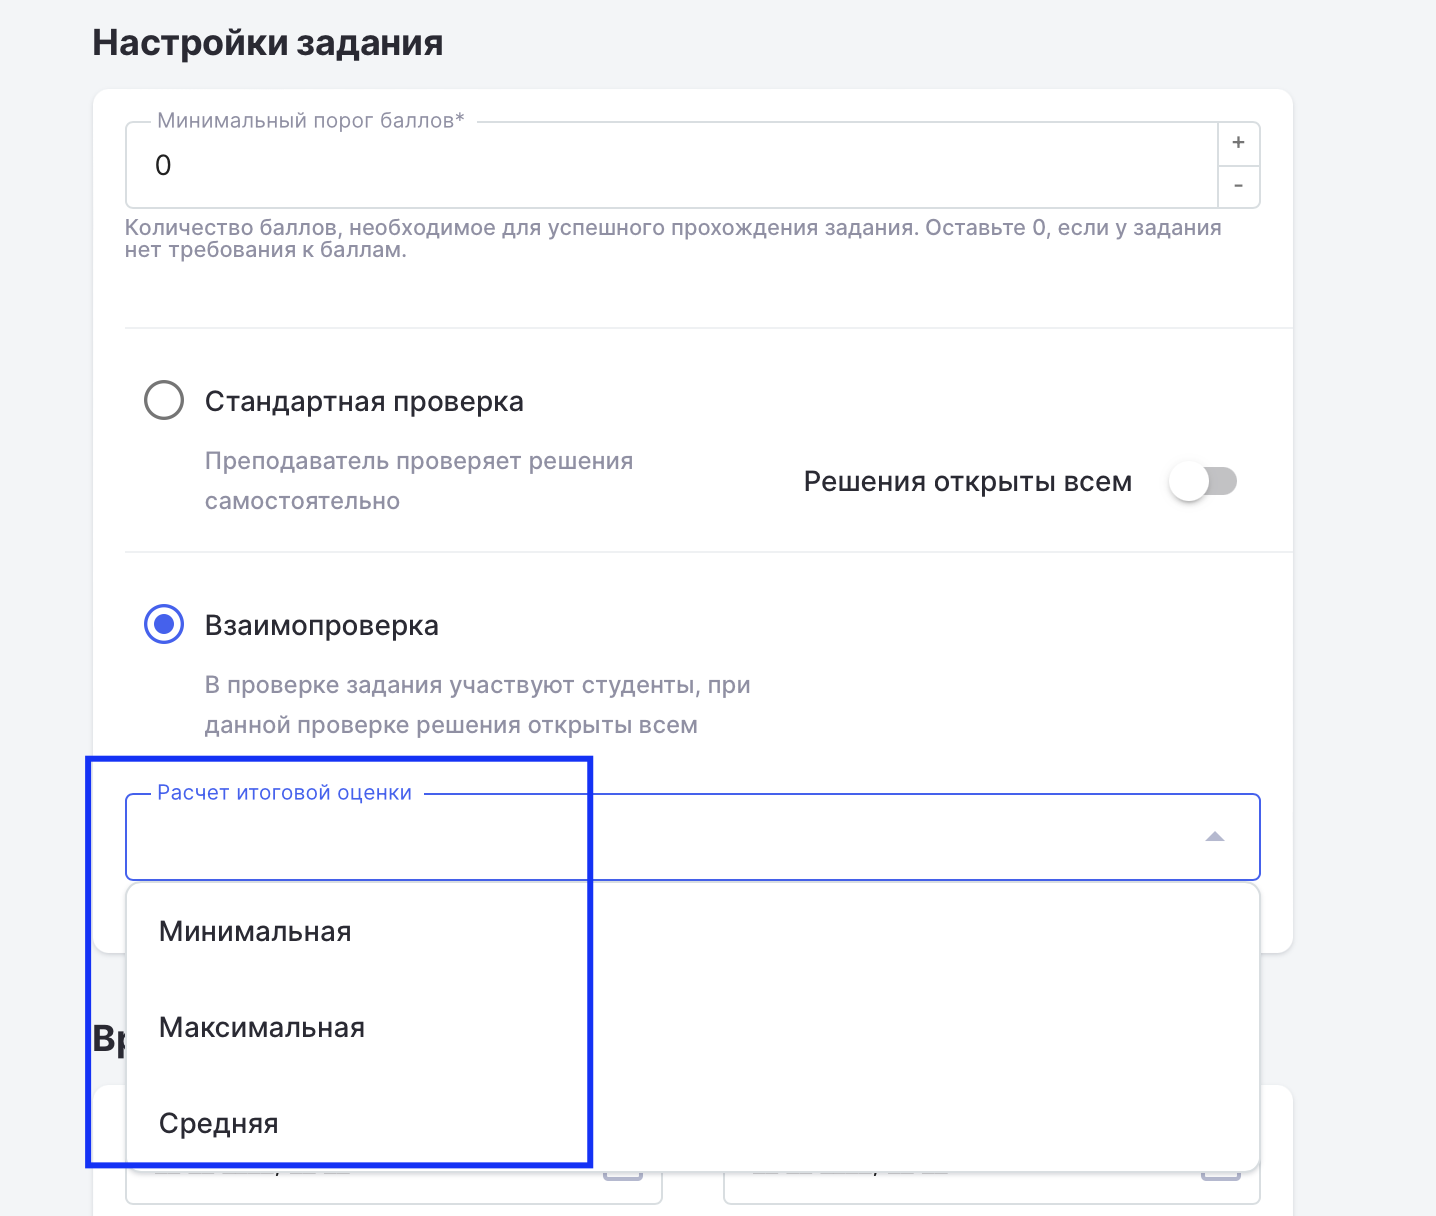 Настройки задания
Минимальный порог баллов*
0
+
-
Количество баллов, необходимое для успешного прохождения задания. Оставьте 0, если у задания
нет требования к баллам.
Стандартная проверка
Преподаватель проверяет решения
самостоятельно
Решения открыты всем
Взаимопроверка
В проверке задания участвуют студенты, при
данной проверке решения открыты всем
Расчет итоговой оценки
Минимальная
Максимальная
Средняя